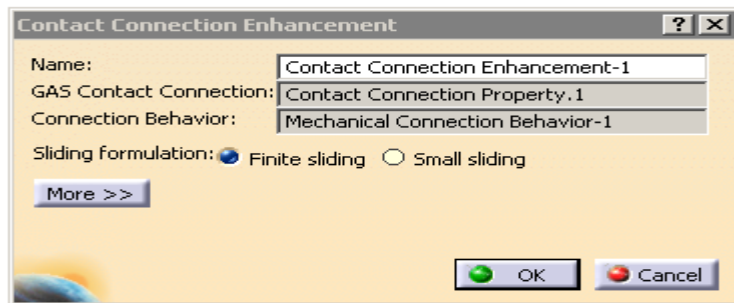 Contact Connection Enhancement
Name: Contact Connection Enhancement-1
GAS Contact Connection: Contact Connection Property.1
Connection Behavior: Mechanical Connection Behavior-1
Sliding formulation: Finite sliding Small sliding
More >>
OK Cancel